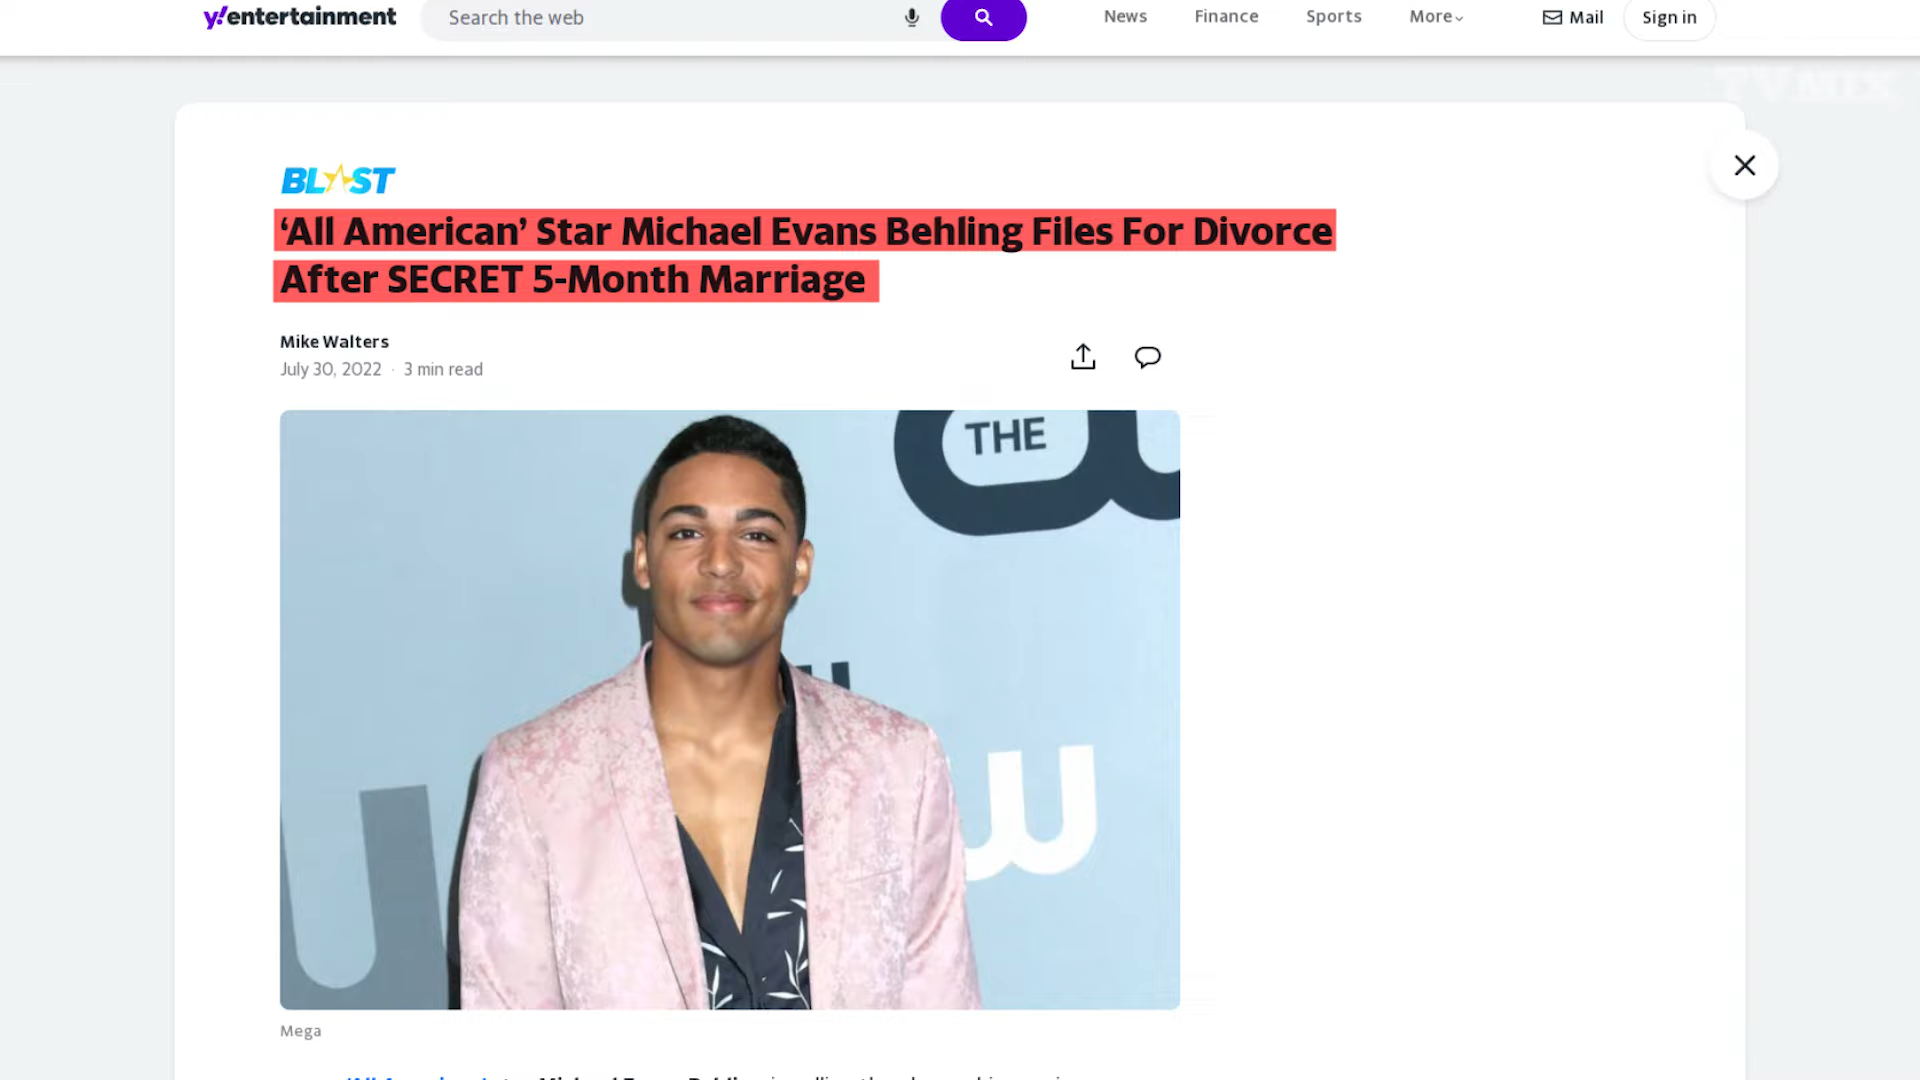 y!entertainment
Search the web
News
Finance
Sports
More
Mail
Sign in
TVMIX
BLAST
‘All American’ Star Michael Evans Behling Files For Divorce
After SECRET 5-Month Marriage
Mike Walters
July 30, 2022 · 3 min read
THE
W
Mega